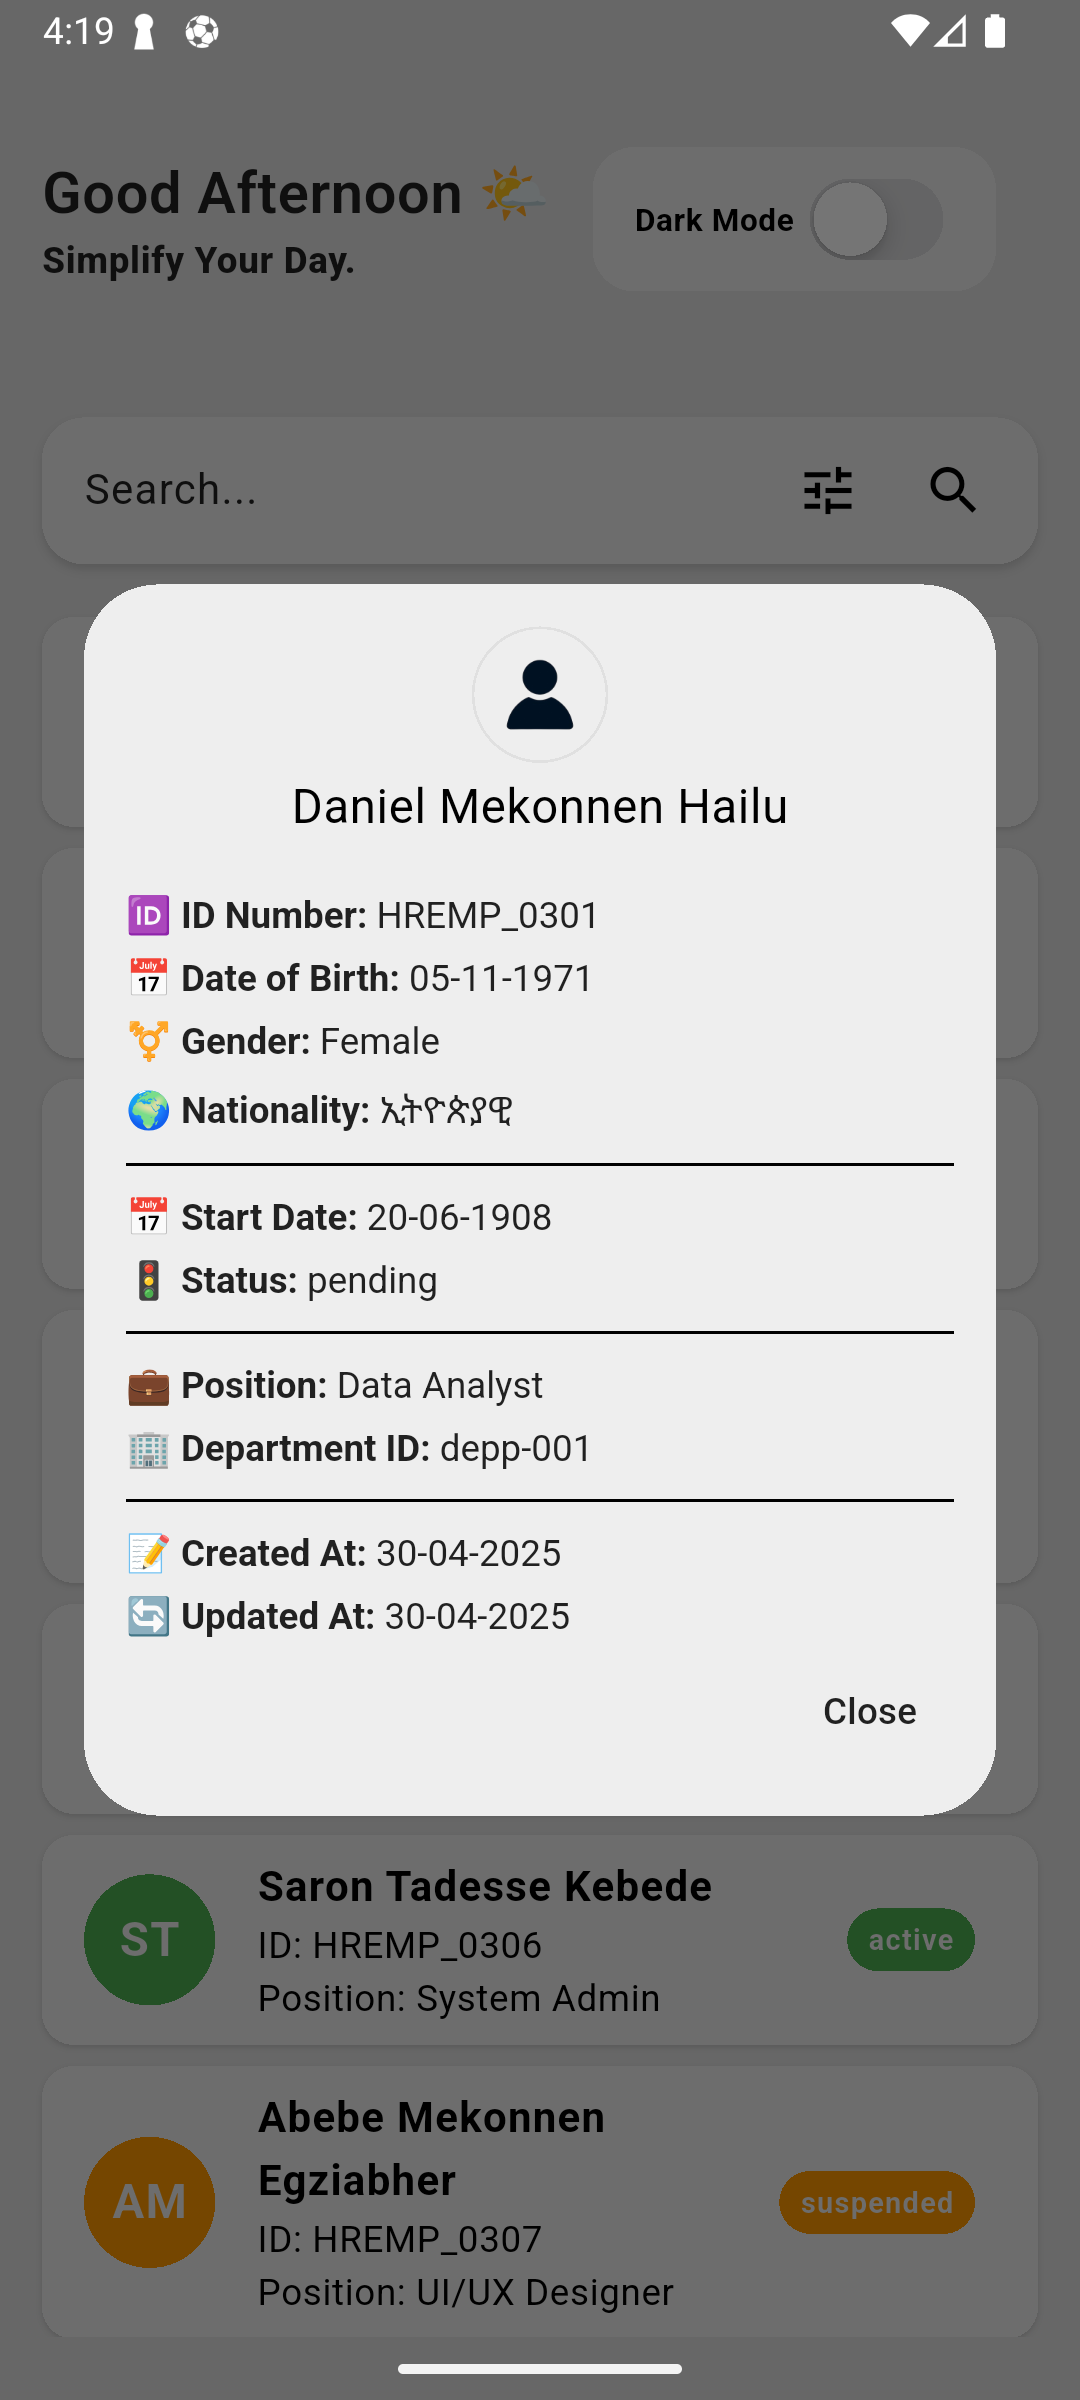 4:19
Good Afternoon 🌤️
Simplify Your Day.
Dark Mode
Search...
Daniel Mekonnen Hailu
🆔 ID Number: HREMP_0301
📅 Date of Birth: 05-11-1971
⚧ Gender: Female
🌍 Nationality: ኢትዮጵያዊ
📅 Start Date: 20-06-1908
🚦 Status: pending
💼 Position: Data Analyst
🏢 Department ID: depp-001
📝 Created At: 30-04-2025
🔄 Updated At: 30-04-2025
Close
ST
Saron Tadesse Kebede
ID: HREMP_0306
Position: System Admin
active
AM
Abebe Mekonnen
Egziabher
ID: HREMP_0307
Position: UI/UX Designer
suspended